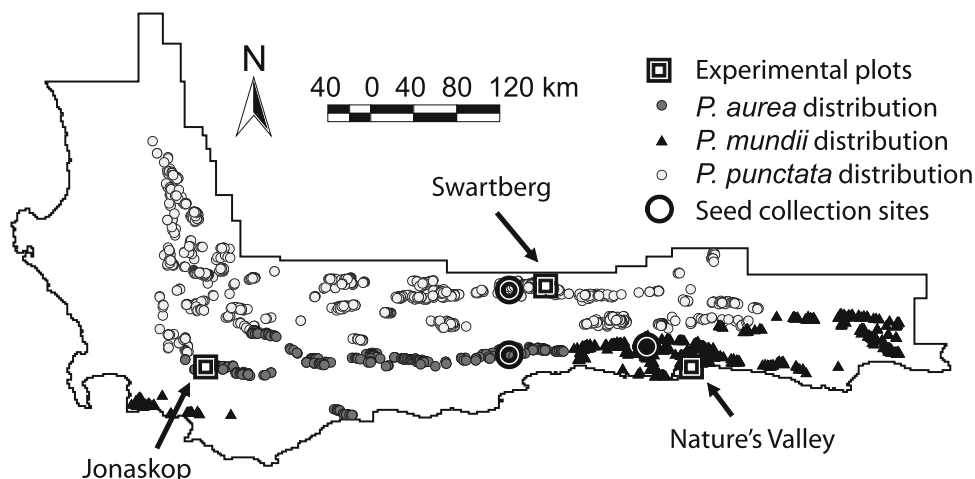 N
40 0 40 80 120 km
Experimental plots
P. aurea distribution
P. mundii distribution
P. punctata distribution
Seed collection sites
Swartberg
Jonaskop
Nature's Valley